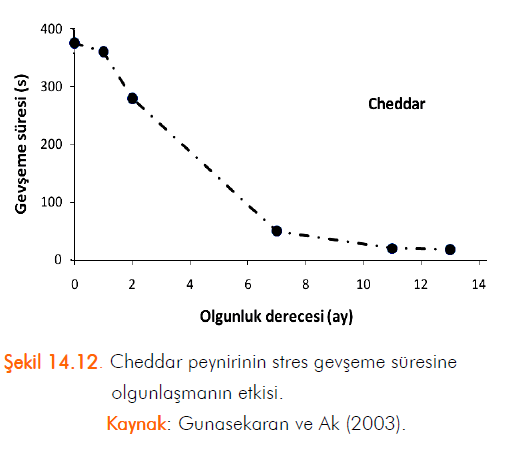 400
300
200
100
0
Gevşeme süresi (s)
Cheddar
0 2 4 6 8 10 12 14
Olgunluk derecesi (ay)
Şekil 14.12. Cheddar peynirinin stres gevşeme süresine
olgunlaşmanın etkisi.
Kaynak: Gunasekaran ve Ak (2003).